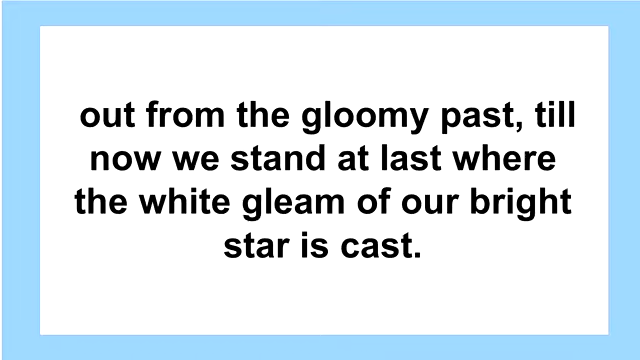 out from the gloomy past, till
now we stand at last where
the white gleam of our bright
star is cast.